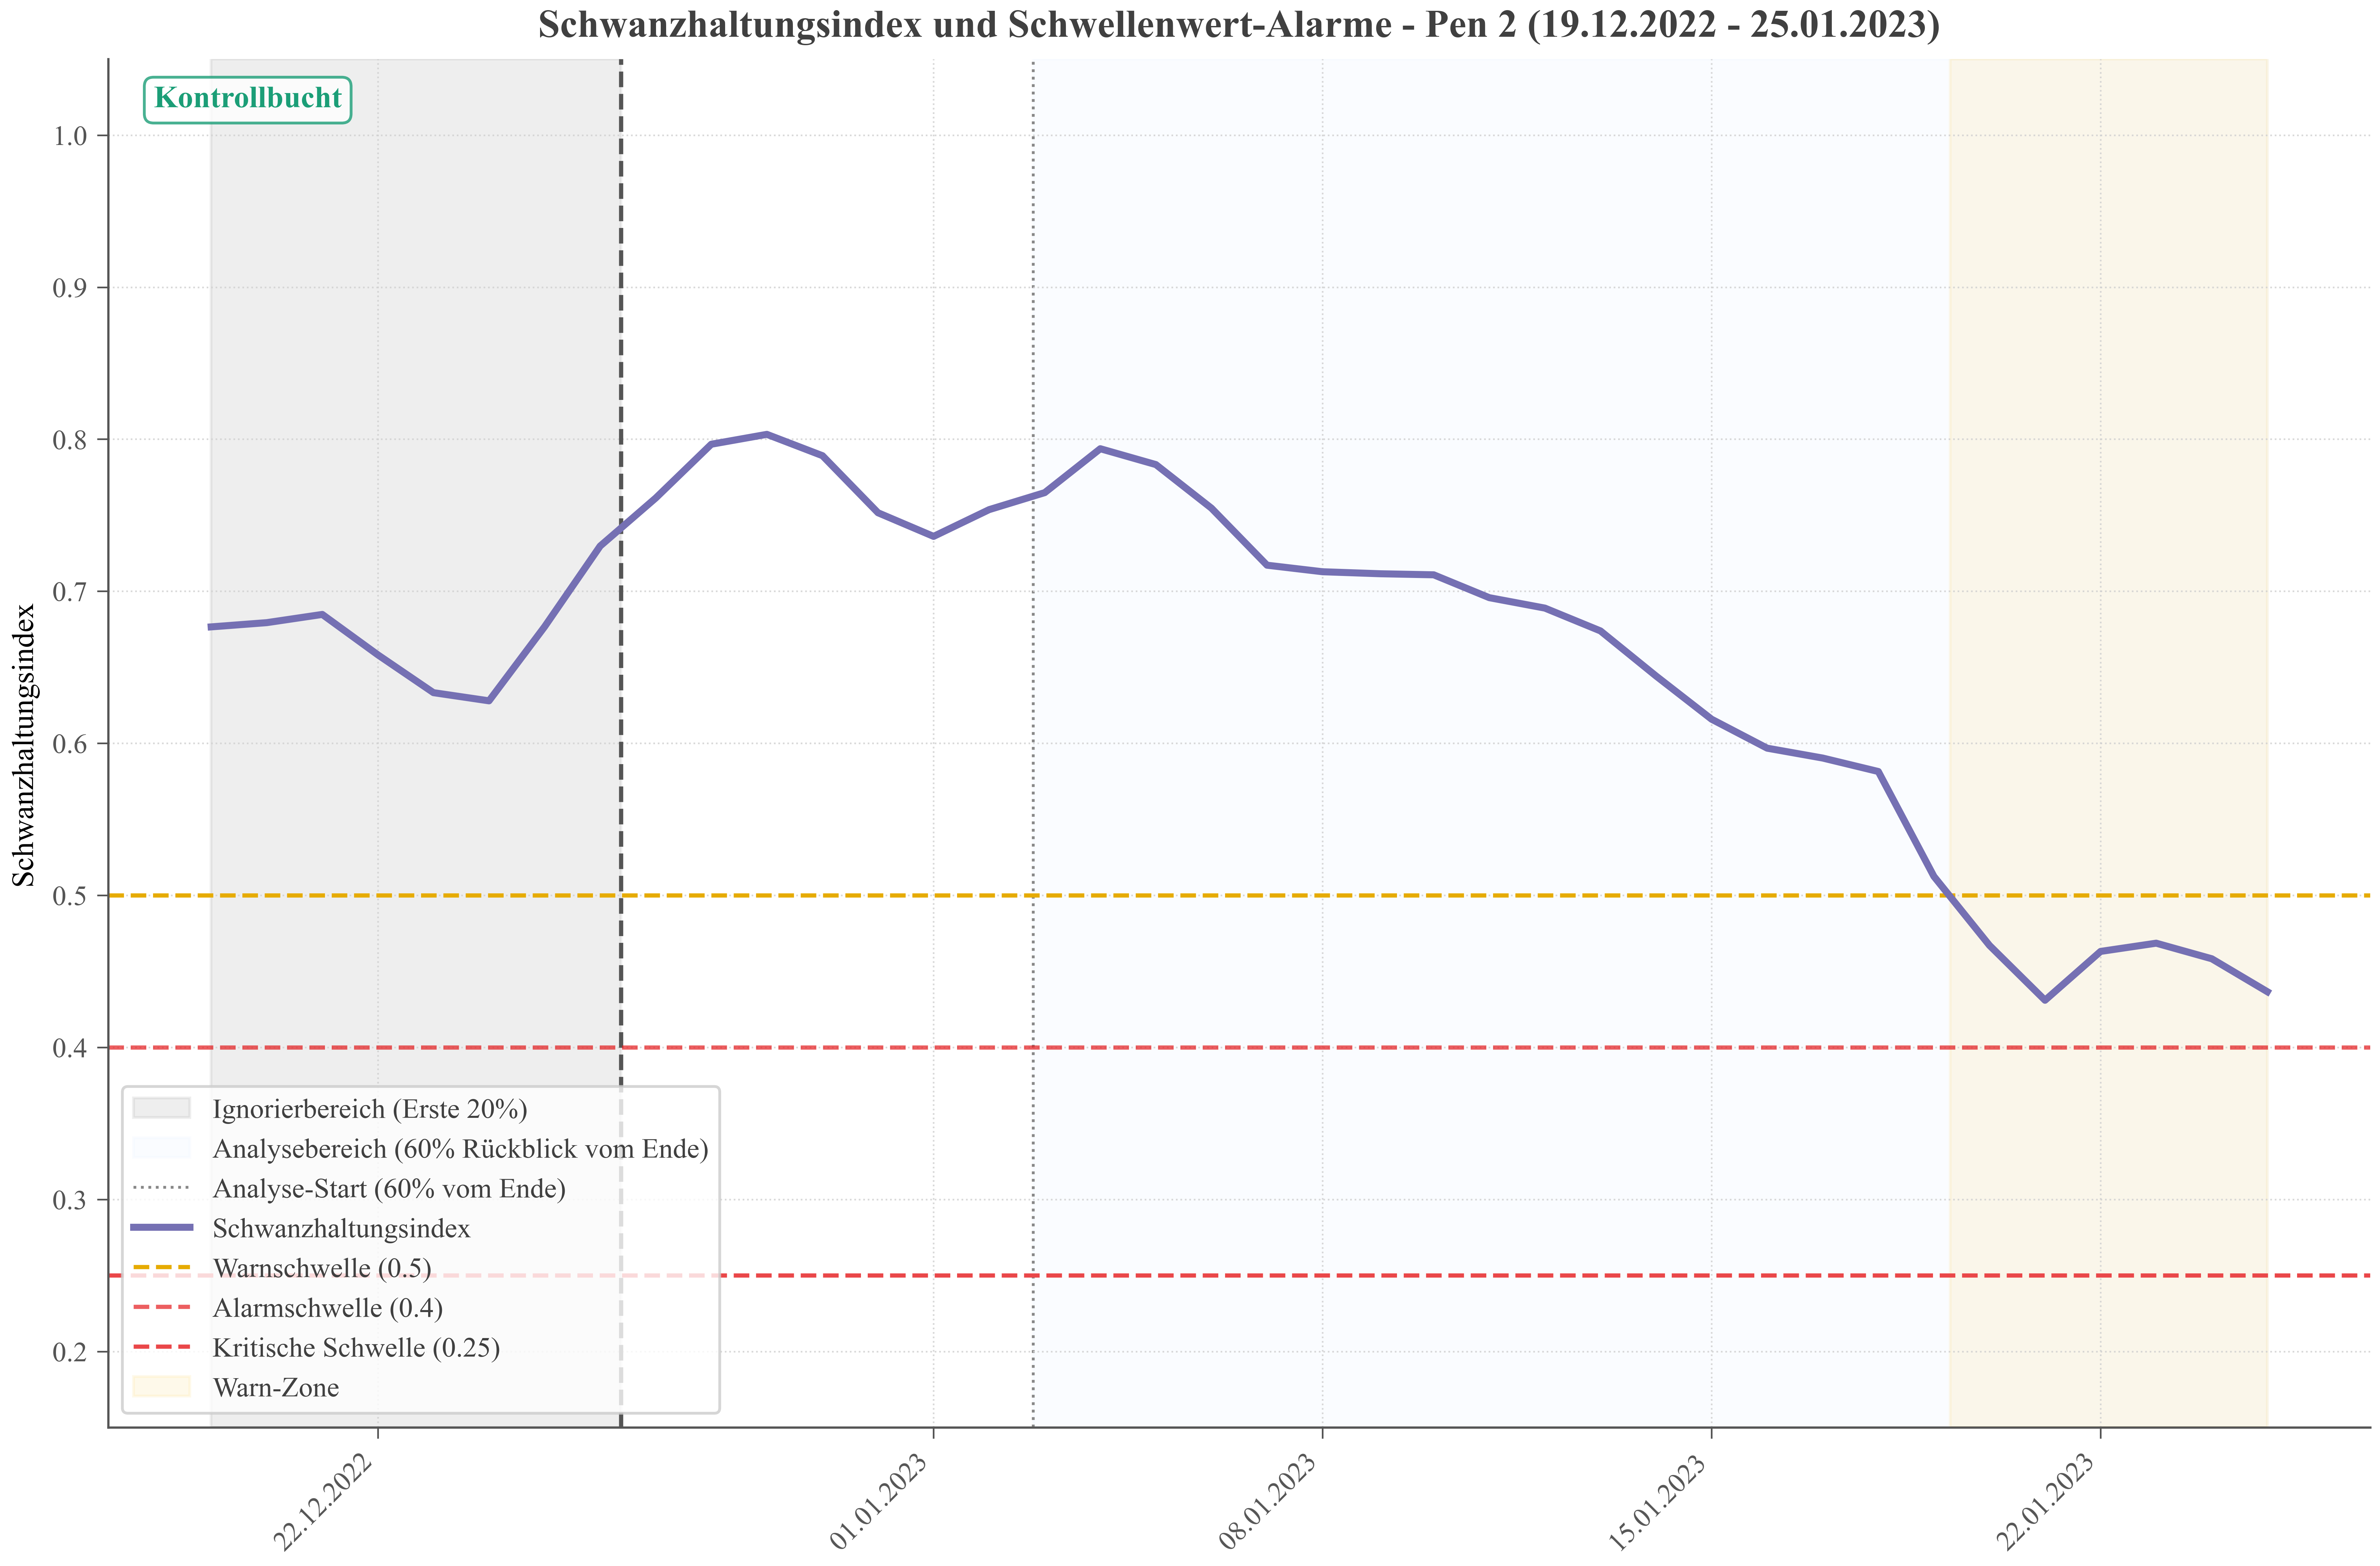 Schwanzhaltungsindex und Schwellenwert-Alarme - Pen 2 (19.12.2022 - 25.01.2023)
Kontrollbucht
Schwanzhaltungsindex
1.0
0.9
0.8
0.7
0.6
0.5
0.4
0.3
0.2
Ignorierbereich (Erste 20%)
Analysebereich (60% Rückblick vom Ende)
Analyse-Start (60% vom Ende)
Schwanzhaltungsindex
Warnschwelle (0.5)
Alarmschwelle (0.4)
Kritische Schwelle (0.25)
Warn-Zone
22.12.2022
01.01.2023
08.01.2023
15.01.2023
22.01.2023